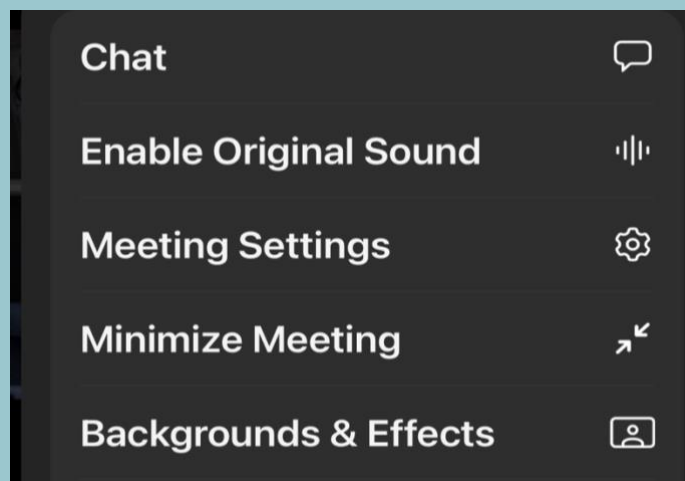 Chat
Enable Original Sound
Meeting Settings
Minimize Meeting
Backgrounds & Effects